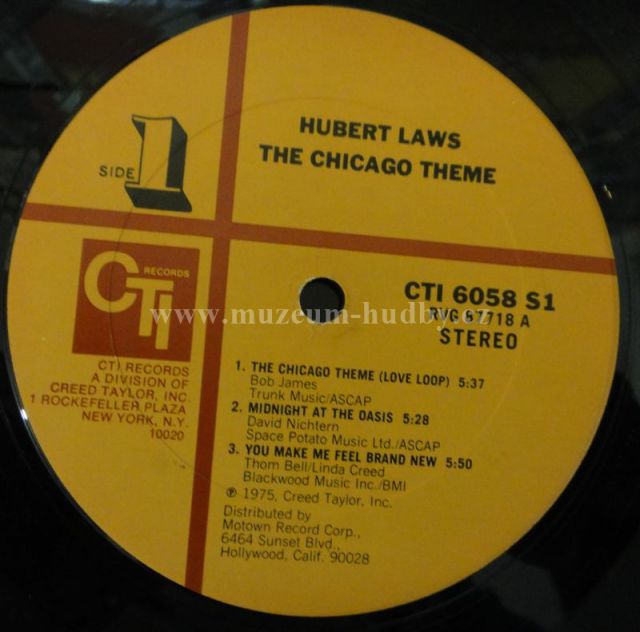 HUBERT LAWS
THE CHICAGO THEME
SIDE 1
CTI RECORDS
CTI RECORDS
A DIVISION OF
CREED TAYLOR, INC.
1 ROCKEFELLER PLAZA
NEW YORK, N.Y.
10020
CTI 6058 S1
RVG 87718 A
STEREO
www.muzeum-hudby.cz
1. THE CHICAGO THEME (LOVE LOOP) 5:37
Bob James
Trunk Music/ASCAP
2. MIDNIGHT AT THE OASIS 5:28
David Nichtern
Space Potato Music Ltd./ASCAP
3. YOU MAKE ME FEEL BRAND NEW 5:50
Thom Bell/Linda Creed
Blackwood Music Inc./BMI
℗ 1975, Creed Taylor, Inc.
Distributed by
Motown Record Corp.,
6464 Sunset Blvd.,
Hollywood, Calif. 90028